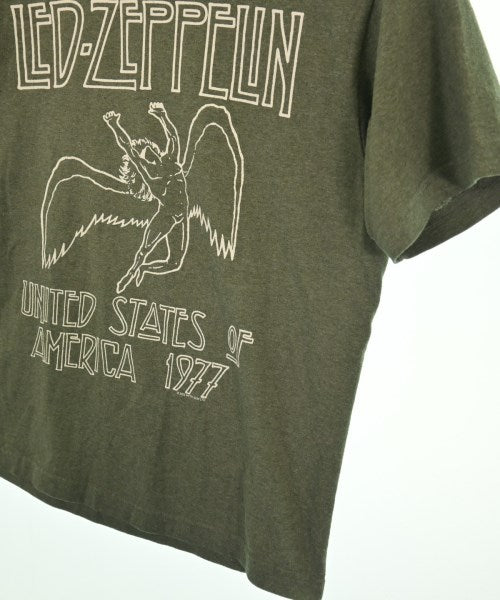 LED-ZEPPELIN
UNITED STATES OF
AMERICA 1977